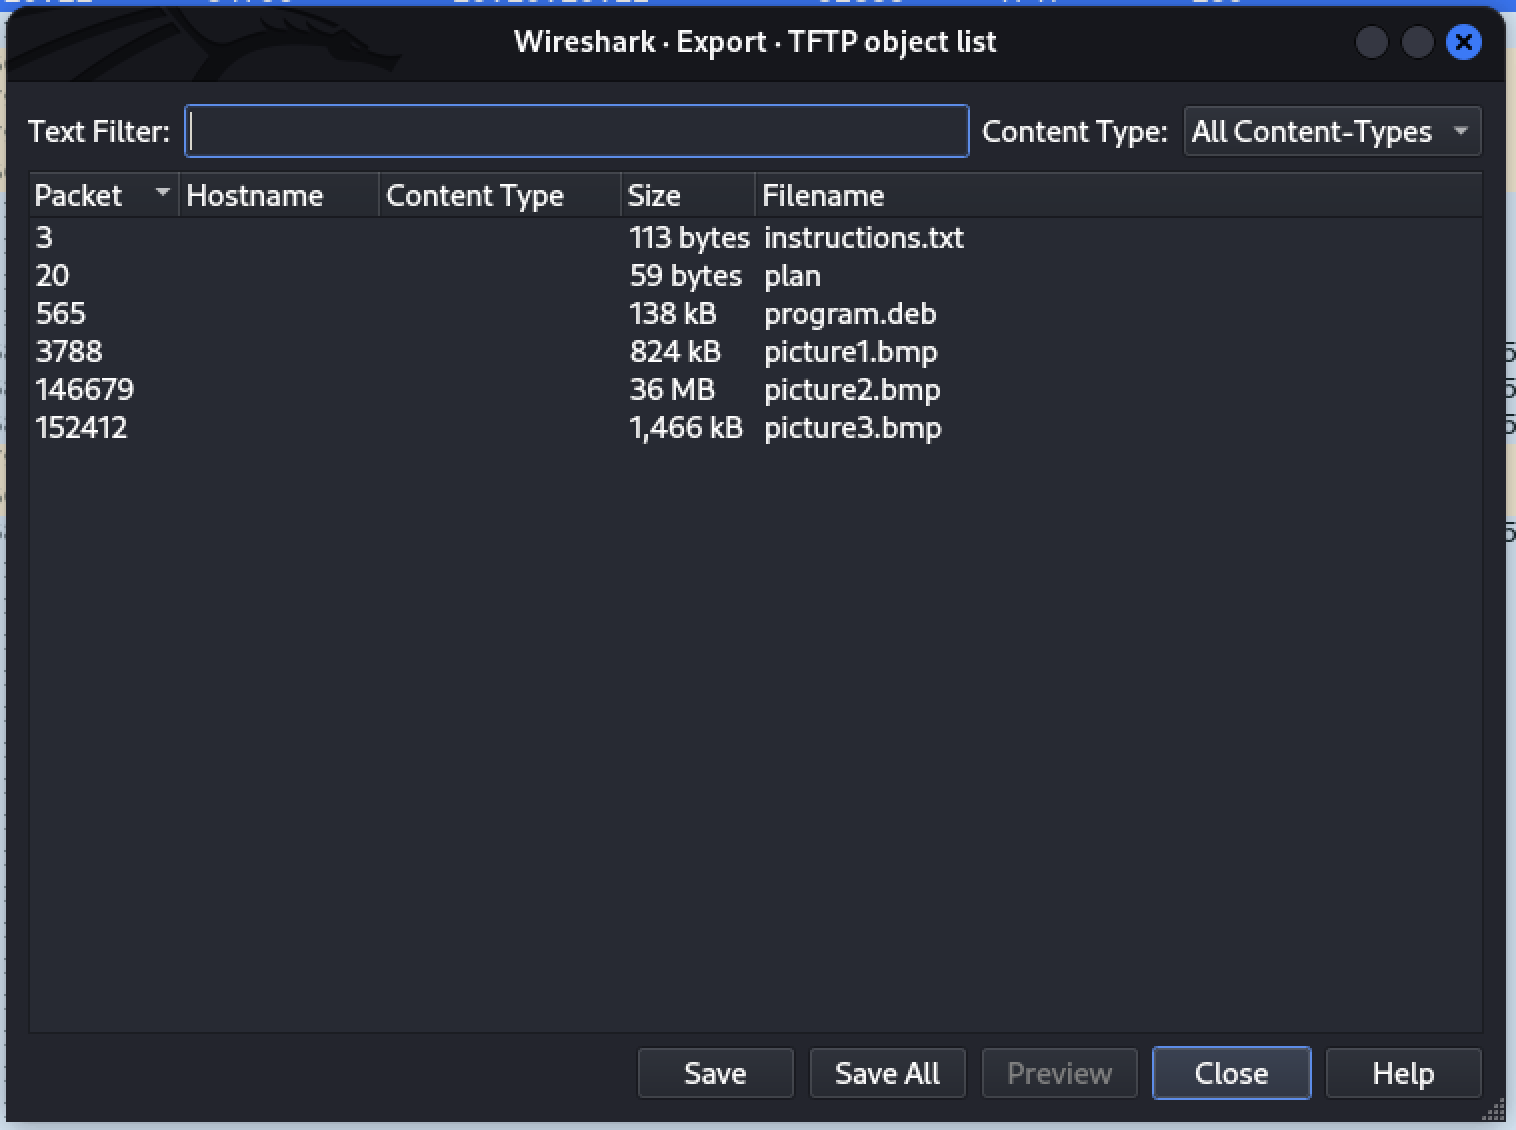 Wireshark · Export · TFTP object list
Text Filter: Content Type: All Content-Types
Packet Hostname Content Type Size Filename
3 113 bytes instructions.txt
20 59 bytes plan
565 138 kB program.deb
3788 824 kB picture1.bmp
146679 36 MB picture2.bmp
152412 1,466 kB picture3.bmp
Save Save All Preview Close Help